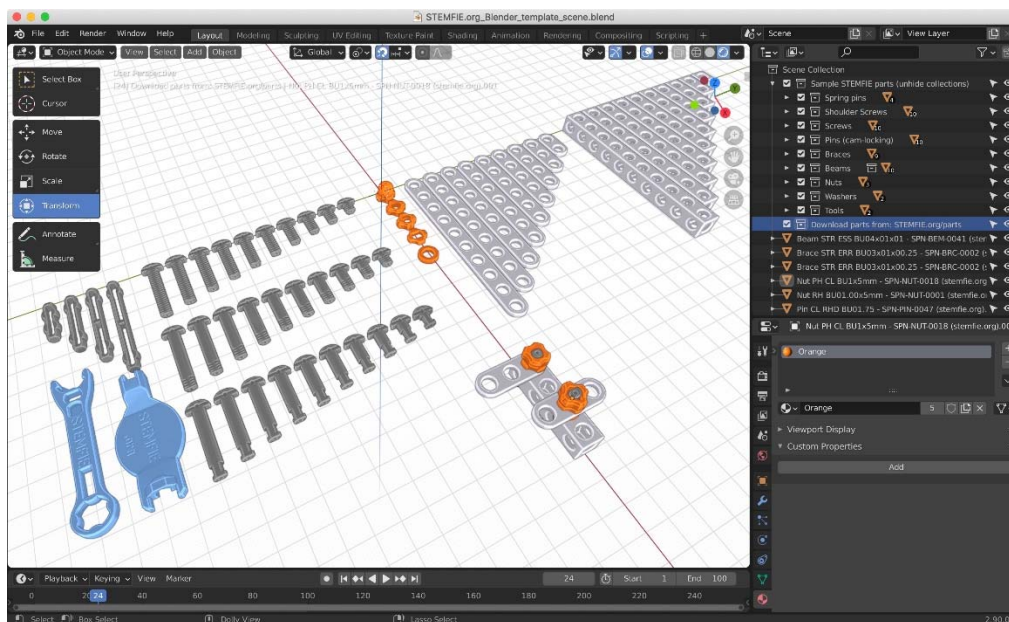 STEMFIE.org_Blender_template_scene.blend
File Edit Render Window Help Layout Modeling Sculpting UV Editing Texture Paint Shading Animation Rendering Compositing Scripting + Scene View Layer
Object Mode View Select Add Object Global
User Perspective
Select Box
Cursor
Move
Rotate
Scale
Transform
Annotate
Measure
STEMFIE
STEMFIE
Scene Collection
Sample STEMFIE parts (unhide collections)
Spring pins
Shoulder Screws
Screws
Pins (cam-locking)
Braces
Beams
Nuts
Washers
Tools
Download parts from: STEMFIE.org/parts
Beam STR ESS BU04x01x01 - SPN-BEM-0041 (ster
Brace STR ERR BU03x01x00.25 - SPN-BRC-0002 (
Brace STR ERR BU03x01x00.25 - SPN-BRC-0002 (
Nut PH CL BU1x5mm - SPN-NUT-0018 (stemfie.org
Nut RH BU01.00x5mm - SPN-NUT-0001 (stemfie.o
Pin CL RHD BU01.75 - SPN-PIN-0047 (stemfie.org)
Nut PH CL BU1x5mm - SPN-NUT-0018 (stemfie.org).00
Orange
Orange 5
Viewport Display
Custom Properties
Add
Playback Keying View Marker 24 Start 1 End 100
0 20 24 40 60 80 100 120 140 160 180 200 220 240
Select Box Select Dolly View Lasso Select 2.90.0